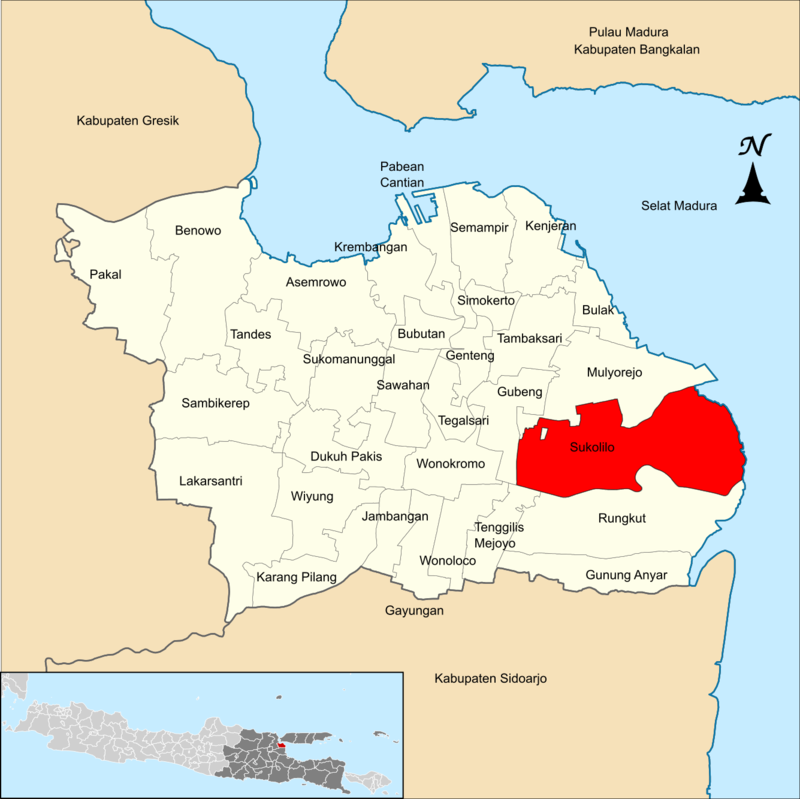 Pulau Madura
Kabupaten Bangkalan
Kabupaten Gresik
N
Pabean
Cantian
Selat Madura
Benowo
Semampir
Kenjeran
Krembangan
Pakal
Asemrowo
Simokerto
Bulak
Tandes
Bubutan
Tambaksari
Sukomanunggal
Genteng
Mulyorejo
Sawahan
Gubeng
Sambikerep
Tegalsari
Sukolilo
Dukuh Pakis
Wonokromo
Lakarsantri
Wiyung
Jambangan
Rungkut
Tenggilis
Mejoyo
Wonoloco
Karang Pilang
Gunung Anyar
Gayungan
Kabupaten Sidoarjo